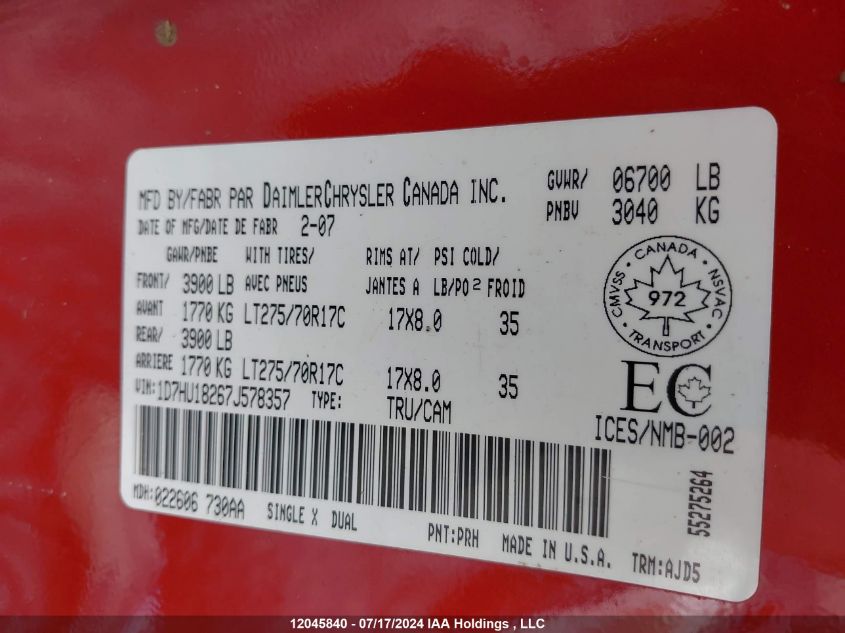 MFD BY/FABR PAR DAIMLERCHRYSLER CANADA INC.
GVWR/ 06700 LB
PNBV 3040 KG
DATE OF MFG/DATE DE FABR 2-07
GAWR/PNBE WITH TIRES/ RIMS AT/ PSI COLD/
FRONT/ 3900 LB AVEC PNEUS JANTES A LB/PO² FROID
AVANT 1770 KG LT275/70R17C 17X8.0 35
REAR/ 3900 LB
ARRIERE 1770 KG LT275/70R17C 17X8.0 35
VIN: 1D7HU18267J578357 TYPE: TRU/CAM
CANADA
CMVSS NSVAC
972
TRANSPORT
EC
ICES/NMB-002
55275264
MDH: 022606 730AA SINGLE X DUAL
PNT:PRH MADE IN U.S.A. TRM:AJD5
12045840 - 07/17/2024 IAA Holdings , LLC